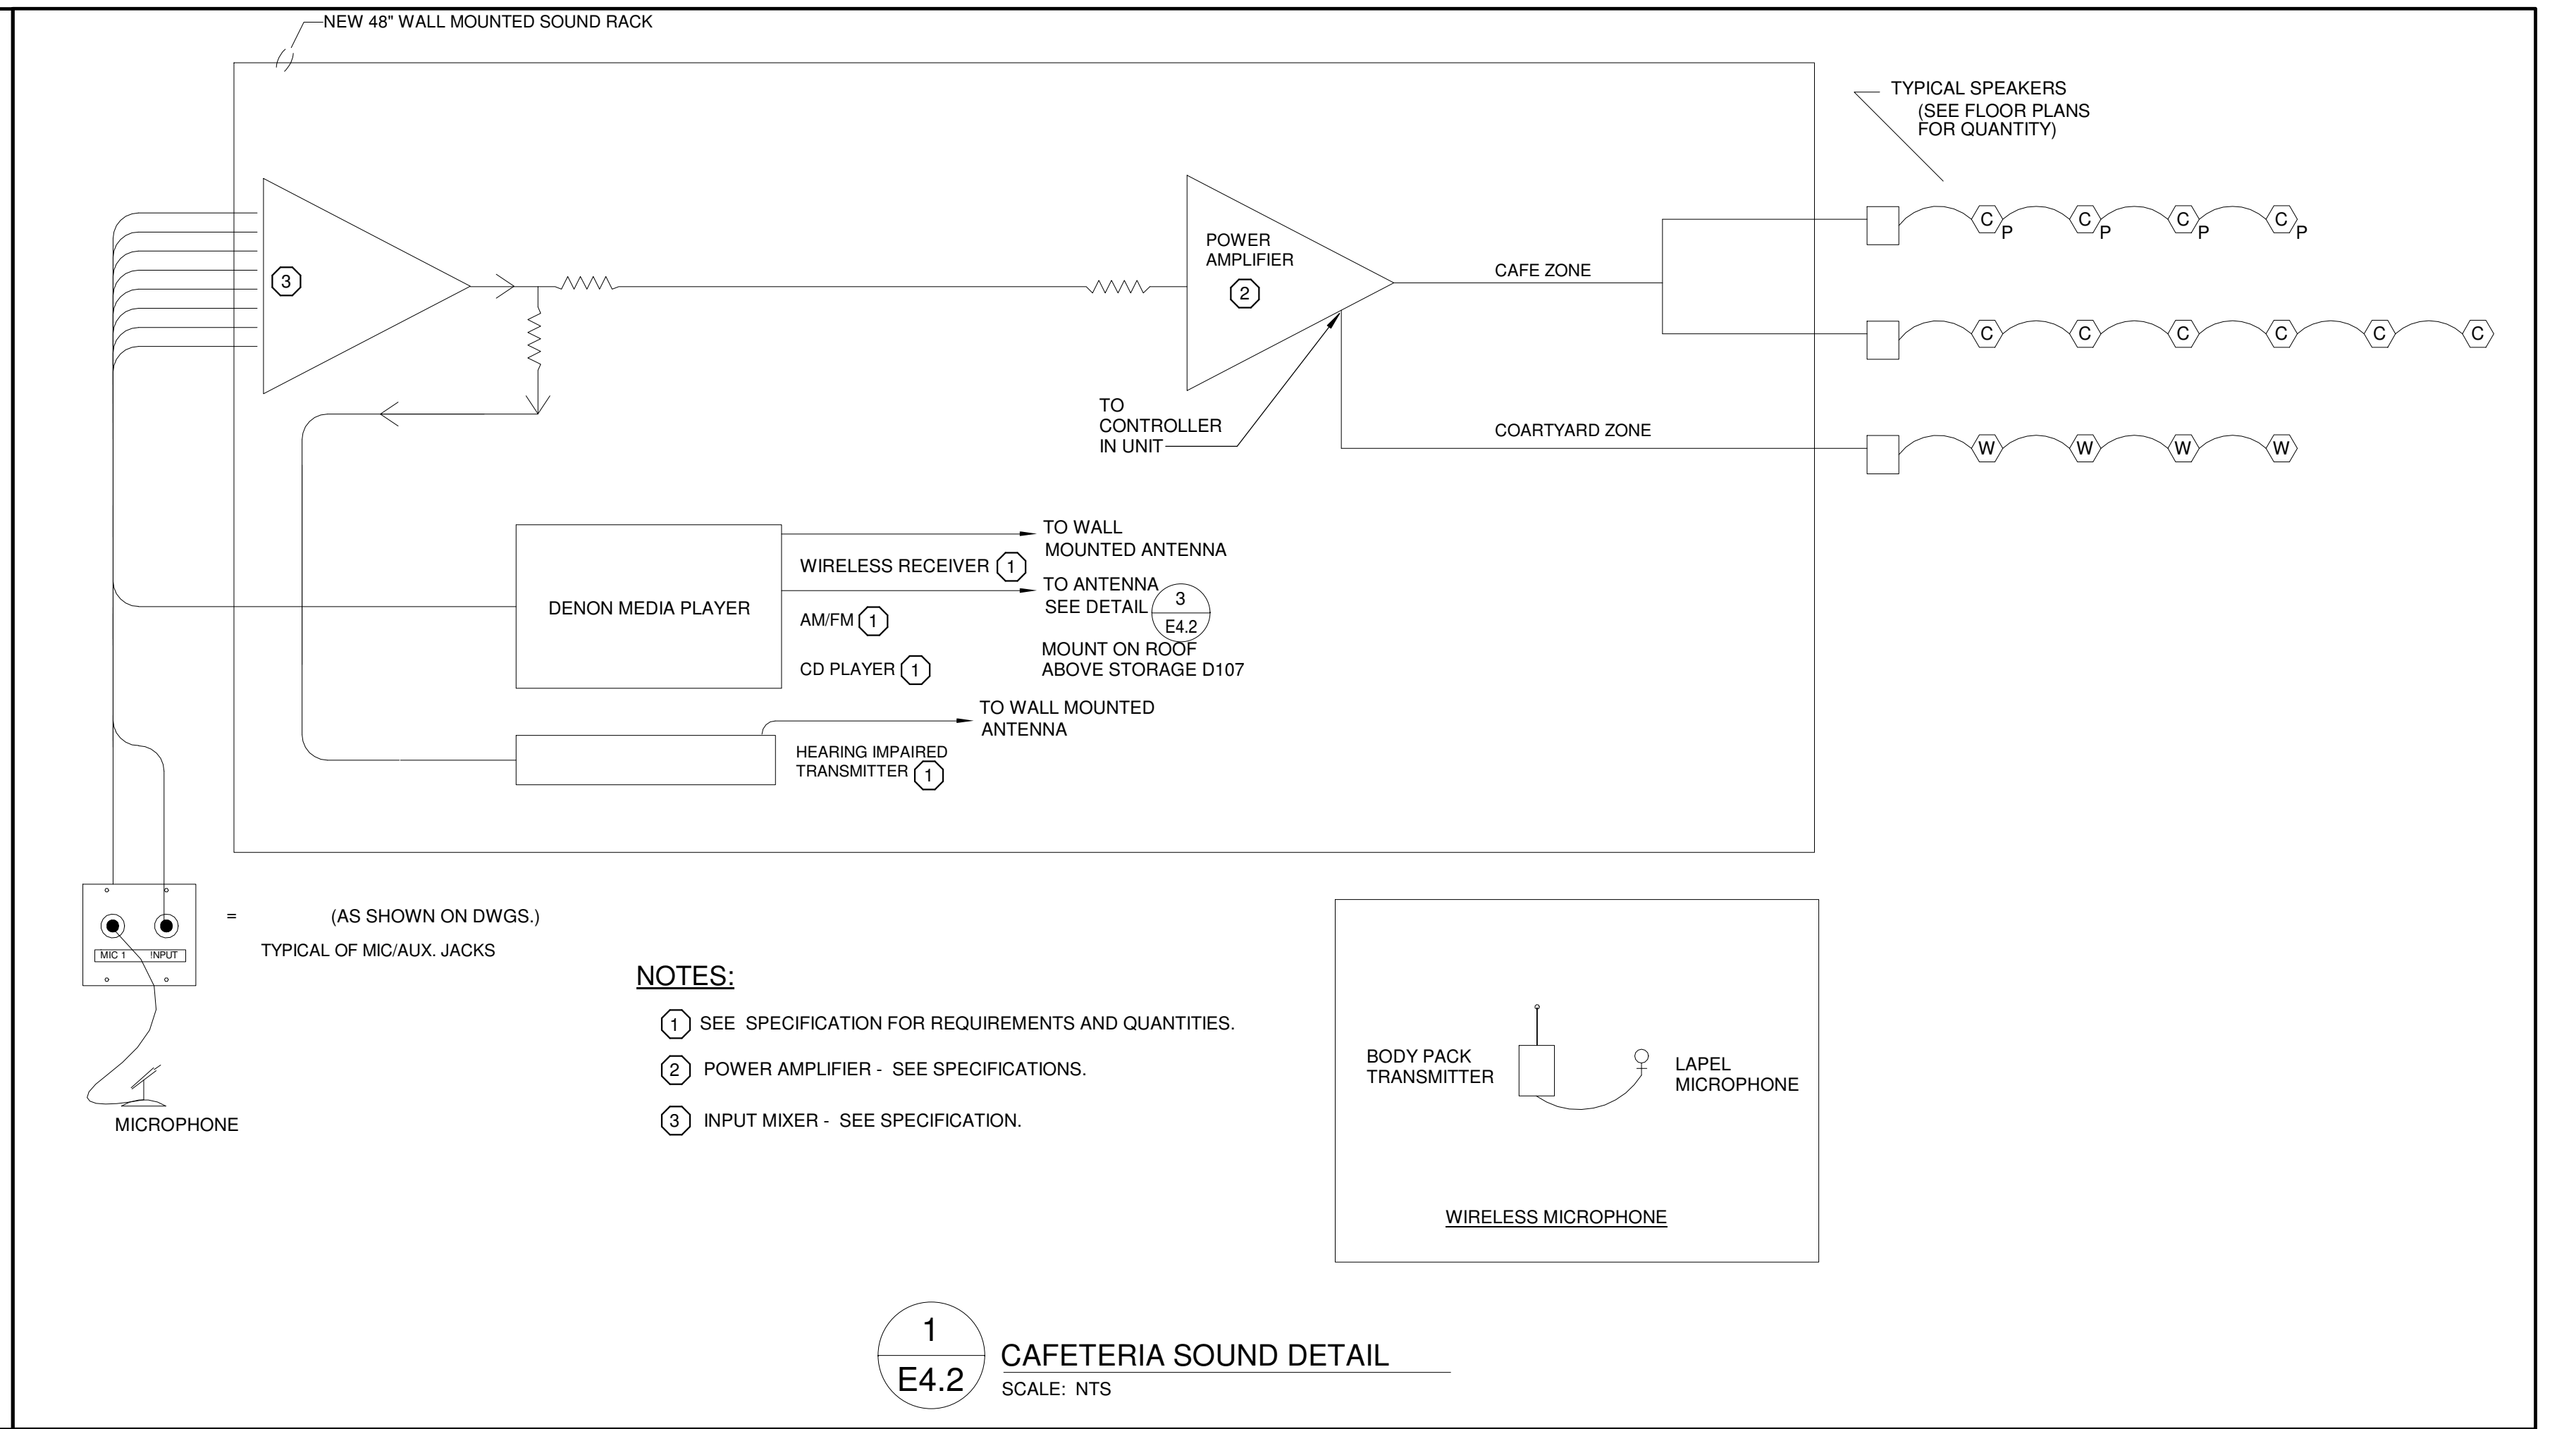 NEW 48" WALL MOUNTED SOUND RACK
TYPICAL SPEAKERS
(SEE FLOOR PLANS
FOR QUANTITY)
3
POWER
AMPLIFIER
2
CAFE ZONE
C P C P C P C P
C C C C C C
TO
CONTROLLER
IN UNIT
COARTYARD ZONE
W W W W
DENON MEDIA PLAYER
TO WALL
MOUNTED ANTENNA
WIRELESS RECEIVER 1
TO ANTENNA
SEE DETAIL
3
E4.2
AM/FM 1
MOUNT ON ROOF
ABOVE STORAGE D107
CD PLAYER 1
TO WALL MOUNTED
ANTENNA
HEARING IMPAIRED
TRANSMITTER 1
= (AS SHOWN ON DWGS.)
TYPICAL OF MIC/AUX. JACKS
MIC 1 INPUT
MICROPHONE
NOTES:
1 SEE SPECIFICATION FOR REQUIREMENTS AND QUANTITIES.
2 POWER AMPLIFIER - SEE SPECIFICATIONS.
3 INPUT MIXER - SEE SPECIFICATION.
BODY PACK
TRANSMITTER
LAPEL
MICROPHONE
WIRELESS MICROPHONE
1
E4.2
CAFETERIA SOUND DETAIL
SCALE: NTS